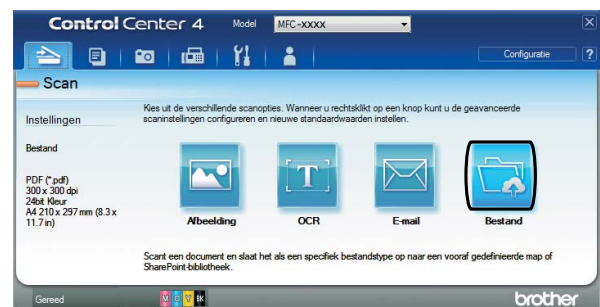 Control Center 4 Model MFC-XXXX
Configuratie ?
Scan
Kies uit de verschillende scanopties. Wanneer u rechtsklikt op een knop kunt u de geavanceerde
scaninstellingen configureren en nieuwe standaardwaarden instellen.
Instellingen
Bestand
PDF (*.pdf)
300 x 300 dpi
24bit Kleur
A4 210 x 297 mm (8.3 x
11.7 in)
T
Afbeelding OCR E-mail Bestand
Scant een document en slaat het als een specifiek bestandstype op naar een vooraf gedefinieerde map of
SharePoint-bibliotheek.
Gereed M C Y BK brother